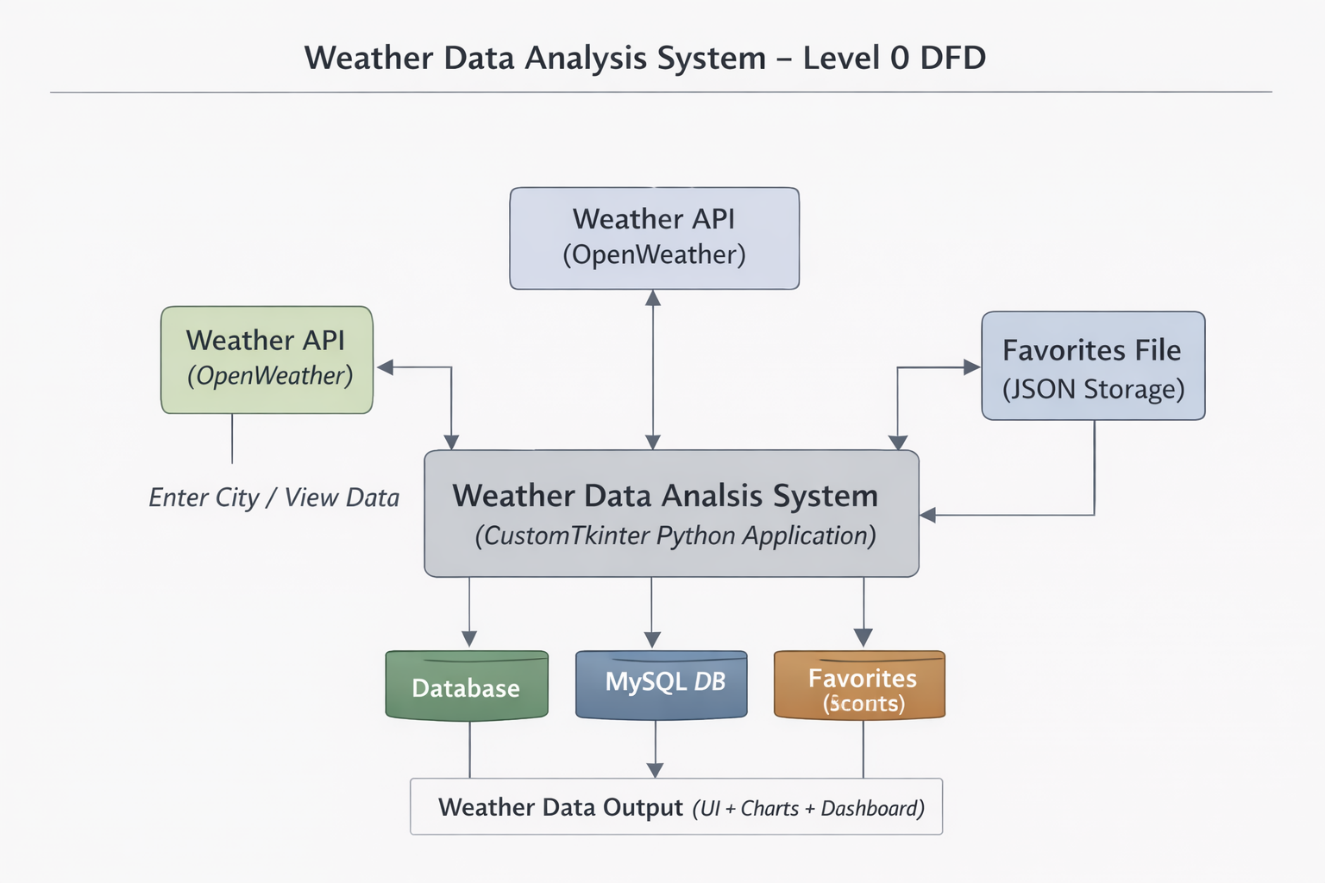 Weather Data Analysis System – Level 0 DFD
Weather API
(OpenWeather)
Weather API
(OpenWeather)
Favorites File
(JSON Storage)
Enter City / View Data
Weather Data Analsis System
(CustomTkinter Python Application)
Database
MySQL DB
Favorites
Weather Data Output (UI + Charts + Dashboard)